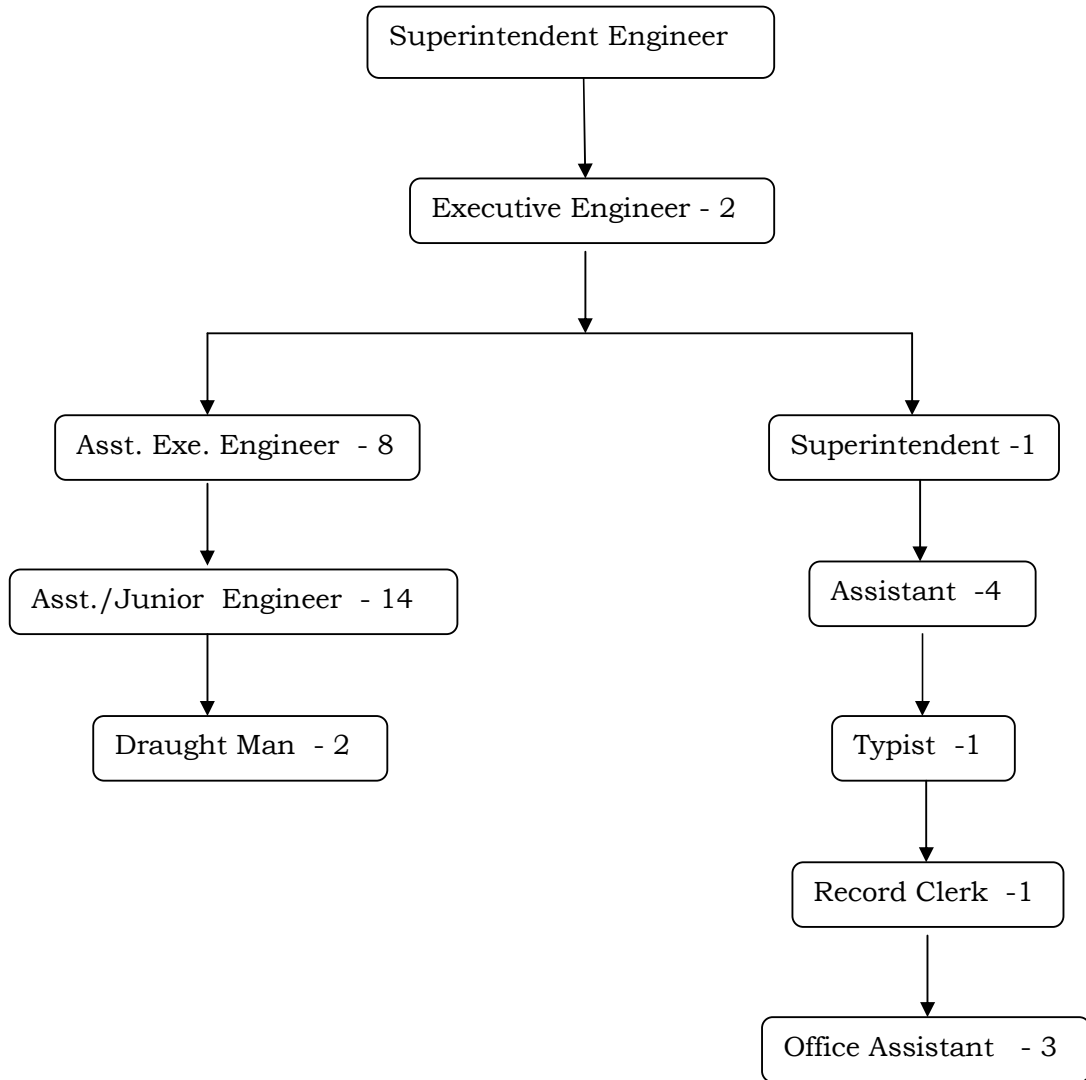 Superintendent Engineer
Executive Engineer - 2
Asst. Exe. Engineer - 8
Superintendent -1
Asst./Junior Engineer - 14
Assistant -4
Draught Man - 2
Typist -1
Record Clerk -1
Office Assistant - 3